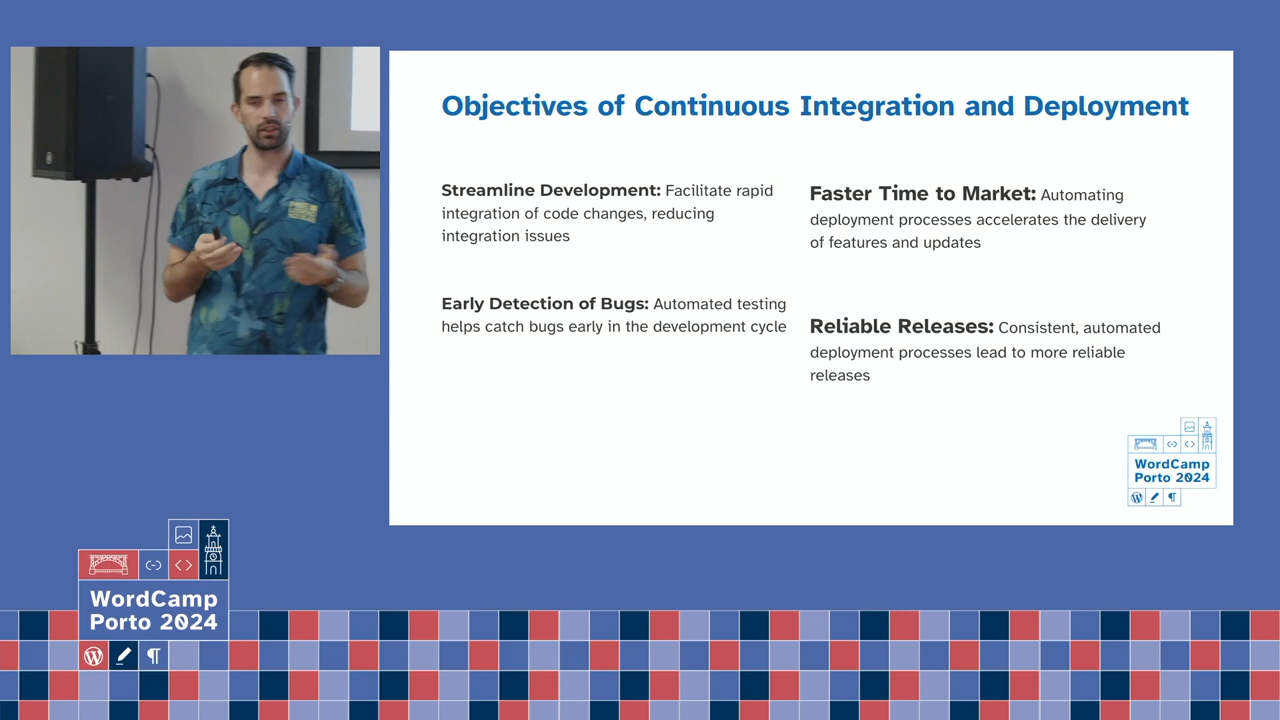 Objectives of Continuous Integration and Deployment
Streamline Development: Facilitate rapid
integration of code changes, reducing
integration issues
Early Detection of Bugs: Automated testing
helps catch bugs early in the development cycle
Faster Time to Market: Automating
deployment processes accelerates the delivery
of features and updates
Reliable Releases: Consistent, automated
deployment processes lead to more reliable
releases
WordCamp
Porto 2024
WordCamp
Porto 2024